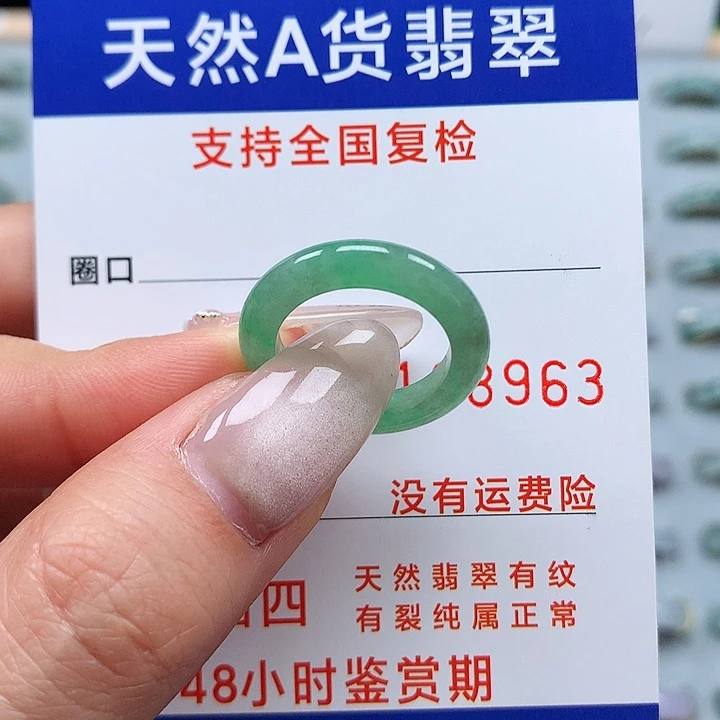 天然A货翡翠
支持全国复检
圈口
8963
没有运费险
四
天然翡翠有纹
有裂纯属正常
48小时鉴赏期